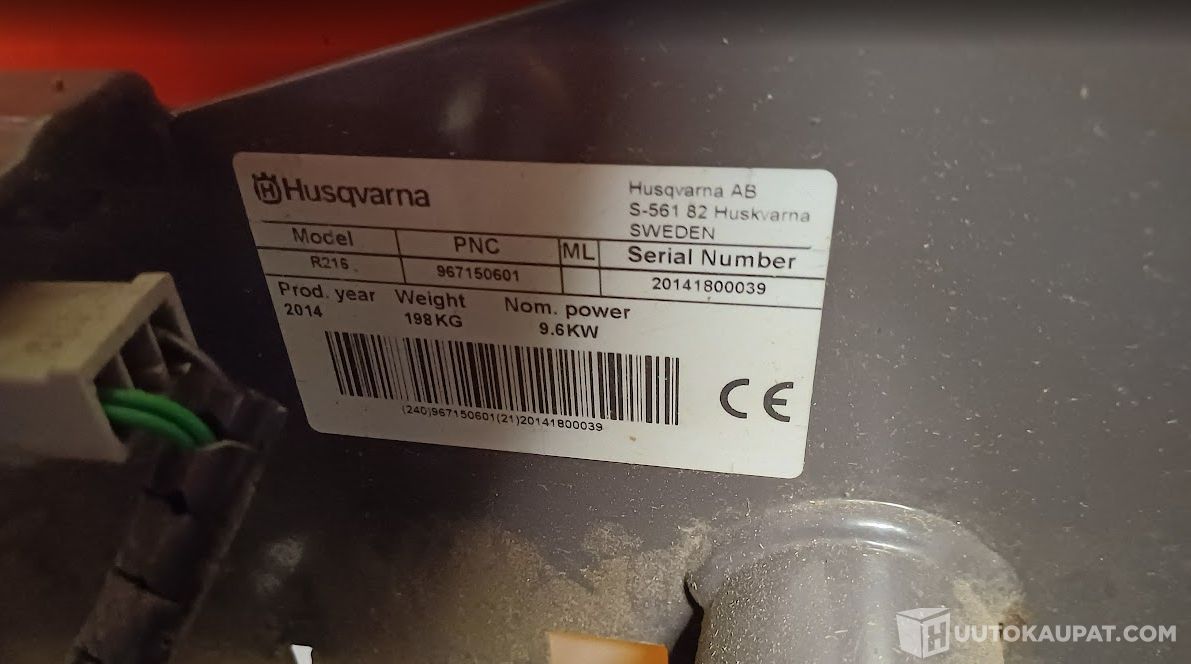 Husqvarna
Husqvarna AB
S-561 82 Huskvarna
SWEDEN
Model PNC ML Serial Number
R216 967150601 20141800039
Prod. year Weight Nom. power
2014 198KG 9.6KW
(240)967150601(21)20141800039
CE
HUUTOKAUPAT.COM